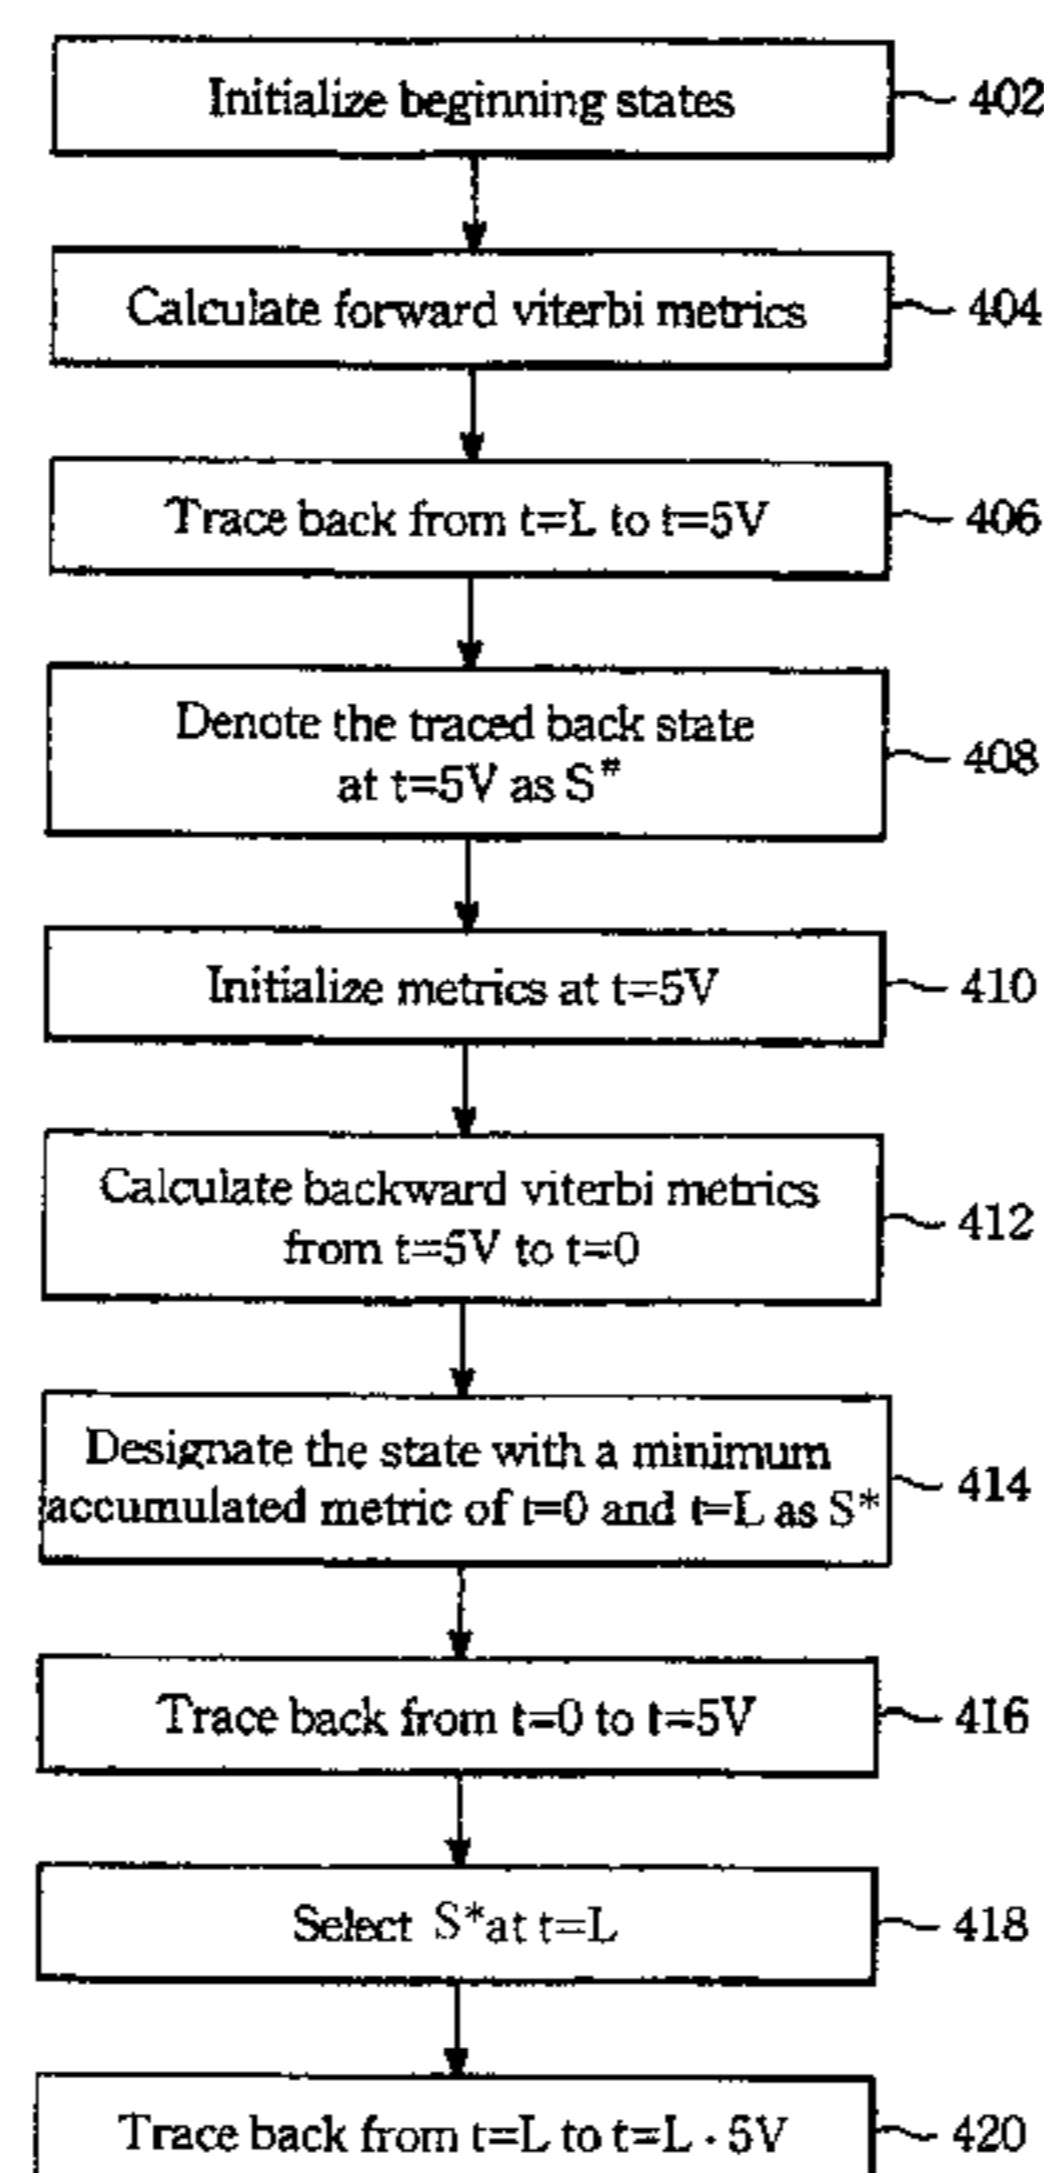 Initialize beginning states
402
Calculate forward viterbi metrics
404
Trace back from t=L to t=5V
406
Denote the traced back state
at t=5V as S#
408
Initialize metrics at t=5V
410
Calculate backward viterbi metrics
from t=5V to t=0
412
Designate the state with a minimum
accumulated metric of t=0 and t=L as S*
414
Trace back from t=0 to t=5V
416
Select S* at t=L
418
Trace back from t=L to t=L - 5V
420